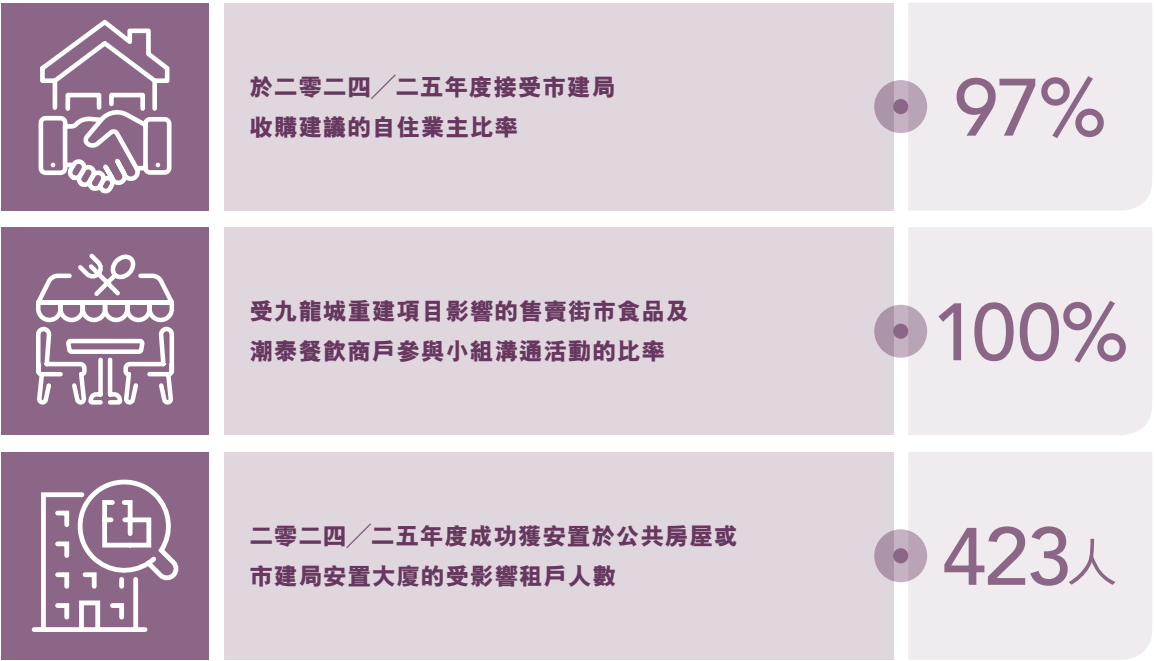 於二零二四╱二五年度接受市建局
收購建議的自住業主比率
97%
受九龍城重建項目影響的售賣街市食品及
潮泰餐飲商戶參與小組溝通活動的比率
100%
二零二四╱二五年度成功獲安置於公共房屋或
市建局安置大廈的受影響租戶人數
423人